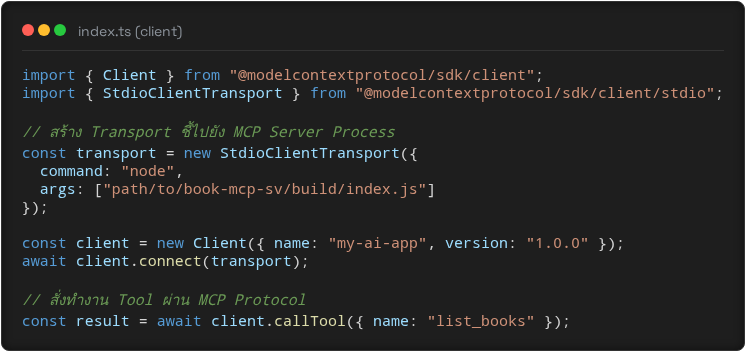 index.ts (client)
import { Client } from "@modelcontextprotocol/sdk/client";
import { StdioClientTransport } from "@modelcontextprotocol/sdk/client/stdio";
// สร้าง Transport ชี้ไปยัง MCP Server Process
const transport = new StdioClientTransport({
  command: "node",
  args: ["path/to/book-mcp-sv/build/index.js"]
});
const client = new Client({ name: "my-ai-app", version: "1.0.0" });
await client.connect(transport);
// สั่งทำงาน Tool ผ่าน MCP Protocol
const result = await client.callTool({ name: "list_books" });